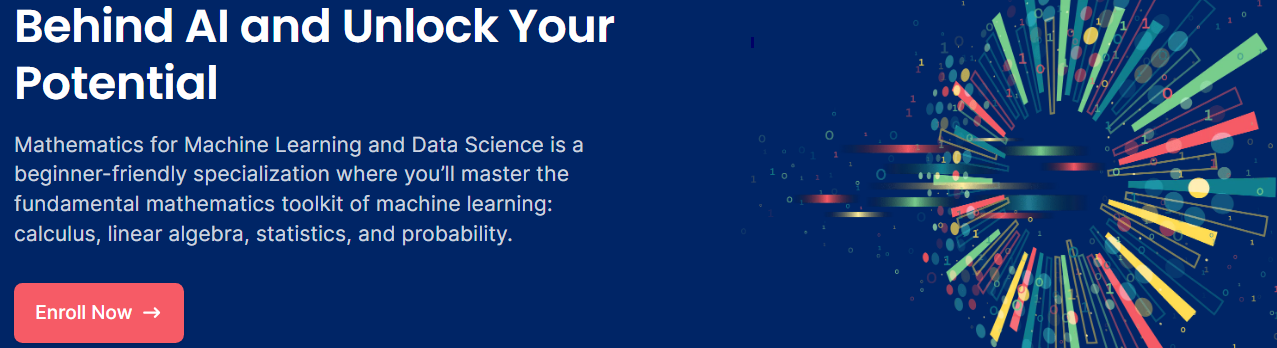 Behind AI and Unlock Your
Potential
Mathematics for Machine Learning and Data Science is a
beginner-friendly specialization where you’ll master the
fundamental mathematics toolkit of machine learning:
calculus, linear algebra, statistics, and probability.
Enroll Now →